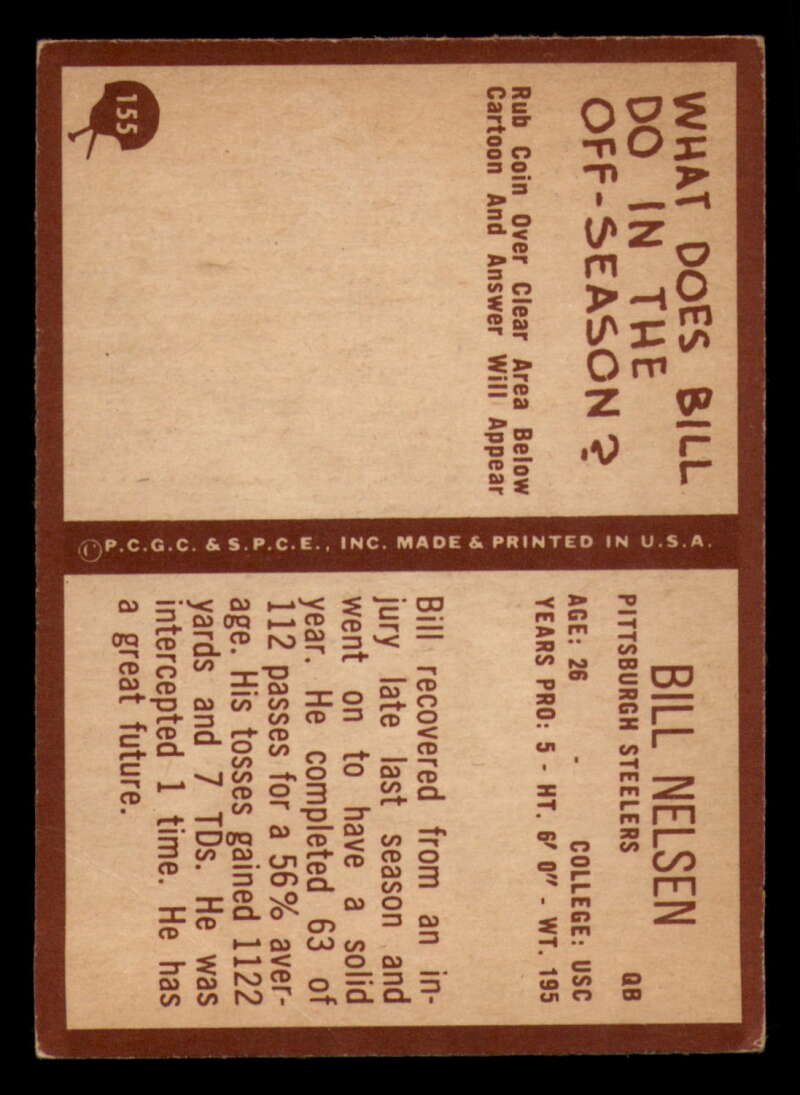 155
WHAT DOES BILL
DO IN THE
OFF-SEASON?
Rub Coin Over Clear Area Below
Cartoon And Answer Will Appear
©P.C.G.C. & S.P.C.E., INC. MADE & PRINTED IN U.S.A.
BILL NELSEN
PITTSBURGH STEELERS QB
AGE: 26 - COLLEGE: USC
YEARS PRO: 5 - HT. 6' 0" - WT. 195
Bill recovered from an in-
jury late last season and
went on to have a solid
year. He completed 63 of
112 passes for a 56% aver-
age. His tosses gained 1122
yards and 7 TDs. He was
intercepted 1 time. He has
a great future.